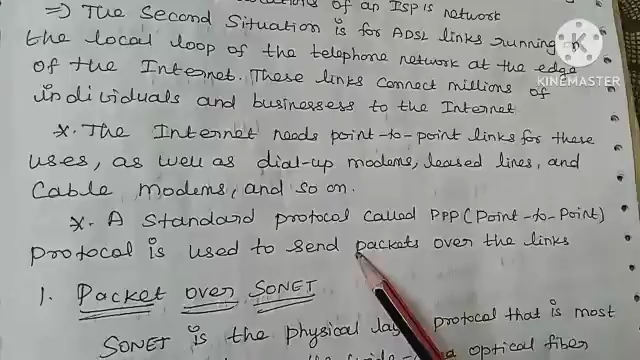 of an ISP is network
⇒ The Second Situation is for ADSL links running on
the local loop of the telephone network at the edge
of the Internet. These links connect millions of
individuals and businessess to the Internet
*. The Internet needs point-to-point links for these
uses, as well as dial-up modems, leased lines, and
Cable modems, and so on.
*. A Standard protocol called PPP (Point-to-Point)
Protocol is used to send packets over the links
1. Packet over SONET
SONET is the physical layer protocol that is most
optical fiber
KINEMASTER